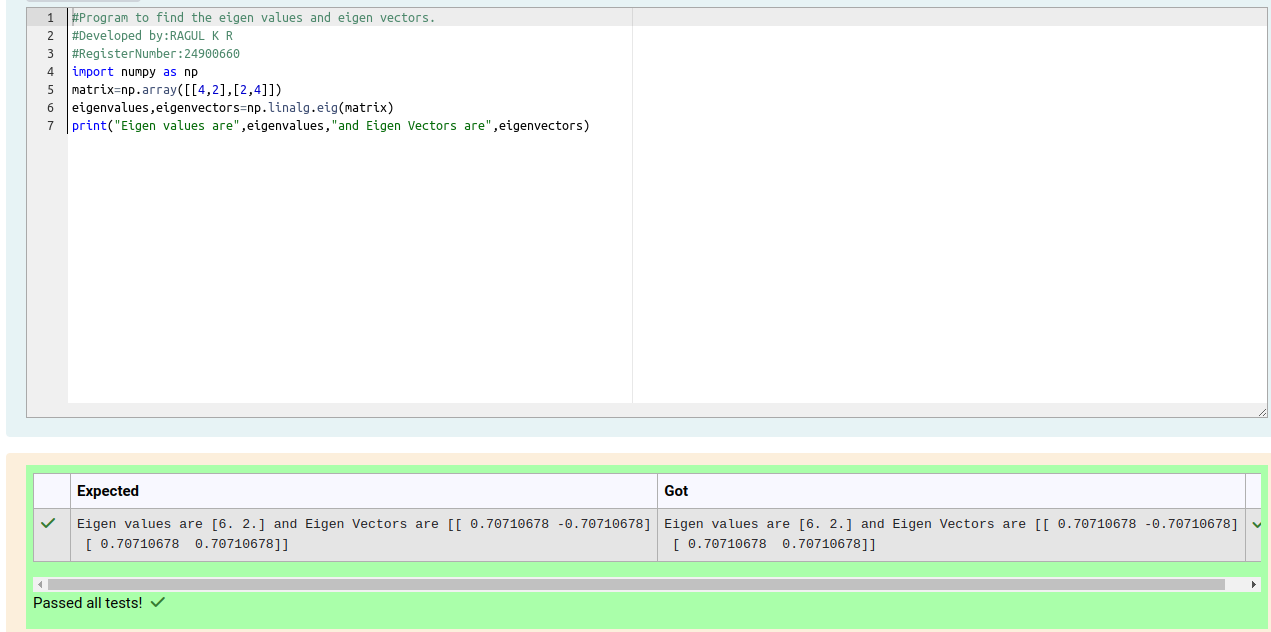 1 #Program to find the eigen values and eigen vectors.
2 #Developed by:RAGUL K R
3 #RegisterNumber:24900660
4 import numpy as np
5 matrix=np.array([[4,2],[2,4]])
6 eigenvalues,eigenvectors=np.linalg.eig(matrix)
7 print("Eigen values are",eigenvalues,"and Eigen Vectors are",eigenvectors)
Expected Got
Eigen values are [6. 2.] and Eigen Vectors are [[ 0.70710678 -0.70710678] Eigen values are [6. 2.] and Eigen Vectors are [[ 0.70710678 -0.70710678]
[ 0.70710678  0.70710678]] [ 0.70710678  0.70710678]]
Passed all tests!